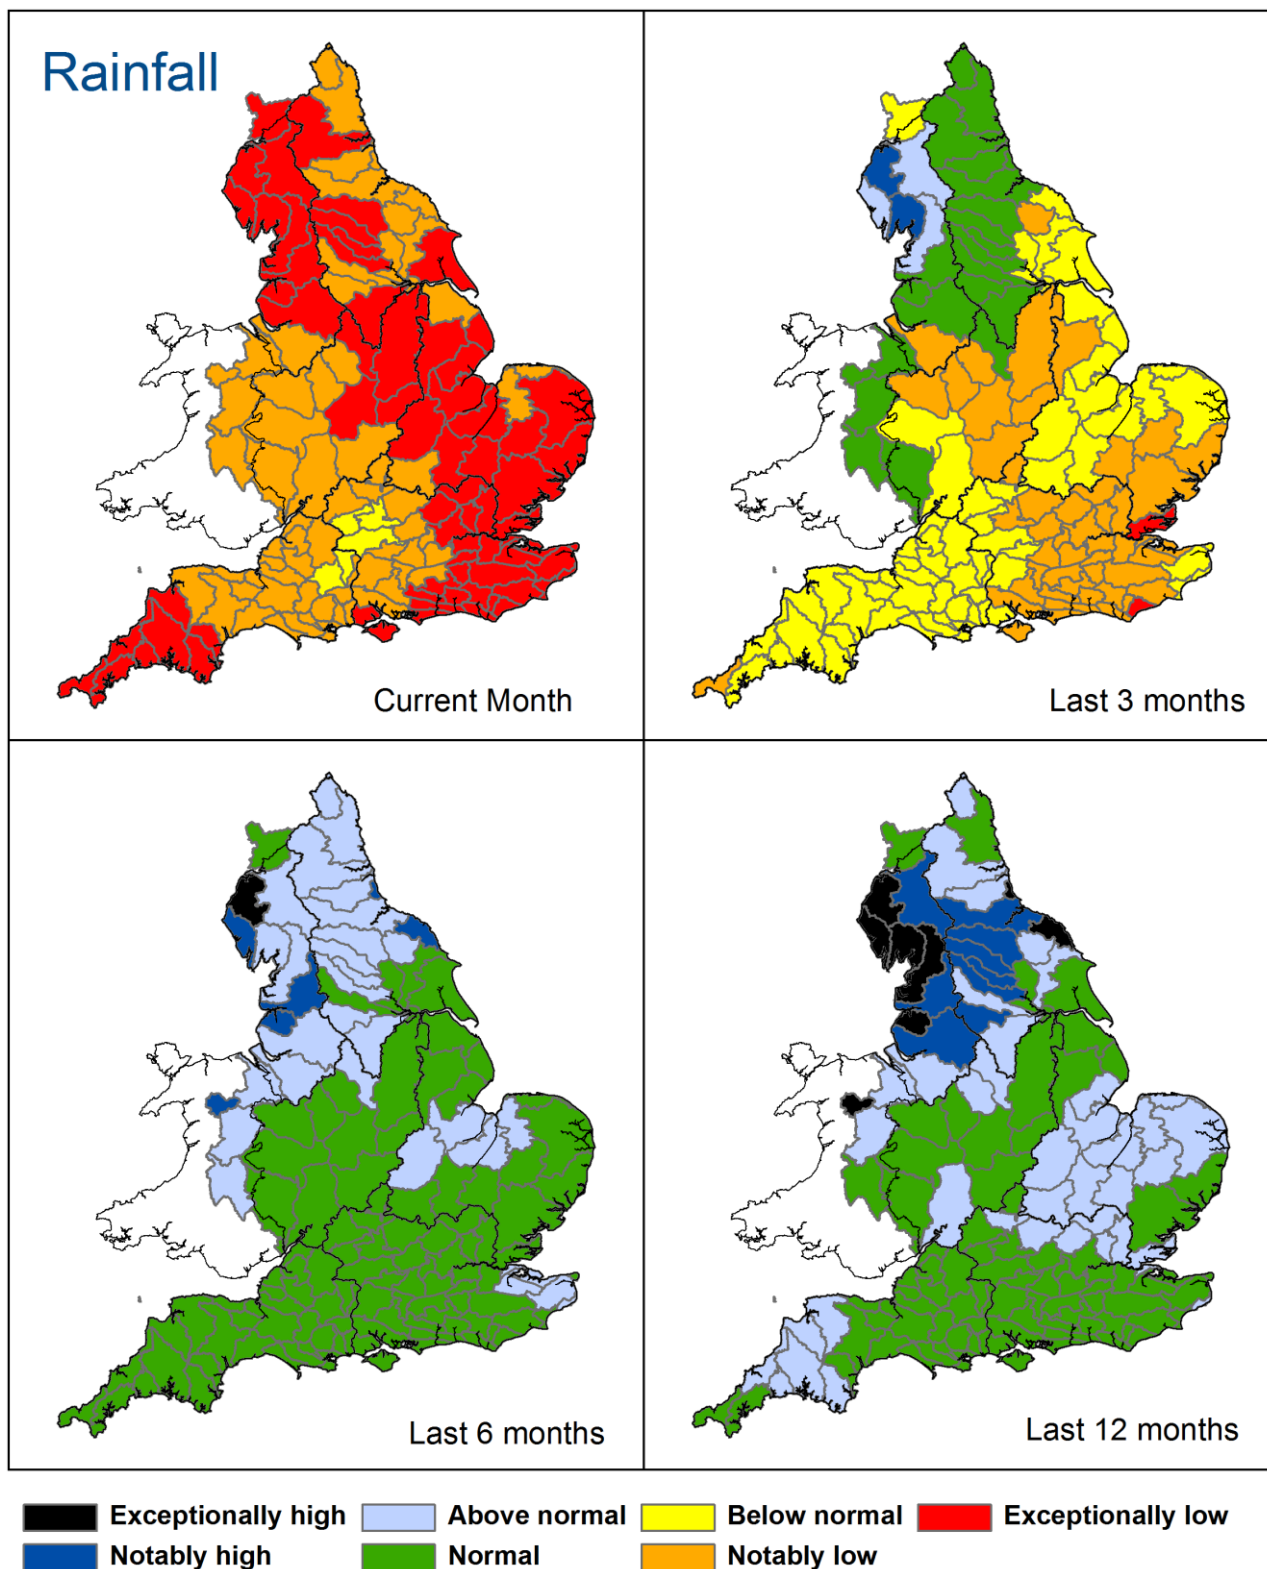 Rainfall
Current Month
Last 3 months
Last 6 months
Last 12 months
Exceptionally high
Above normal
Below normal
Exceptionally low
Notably high
Normal
Notably low